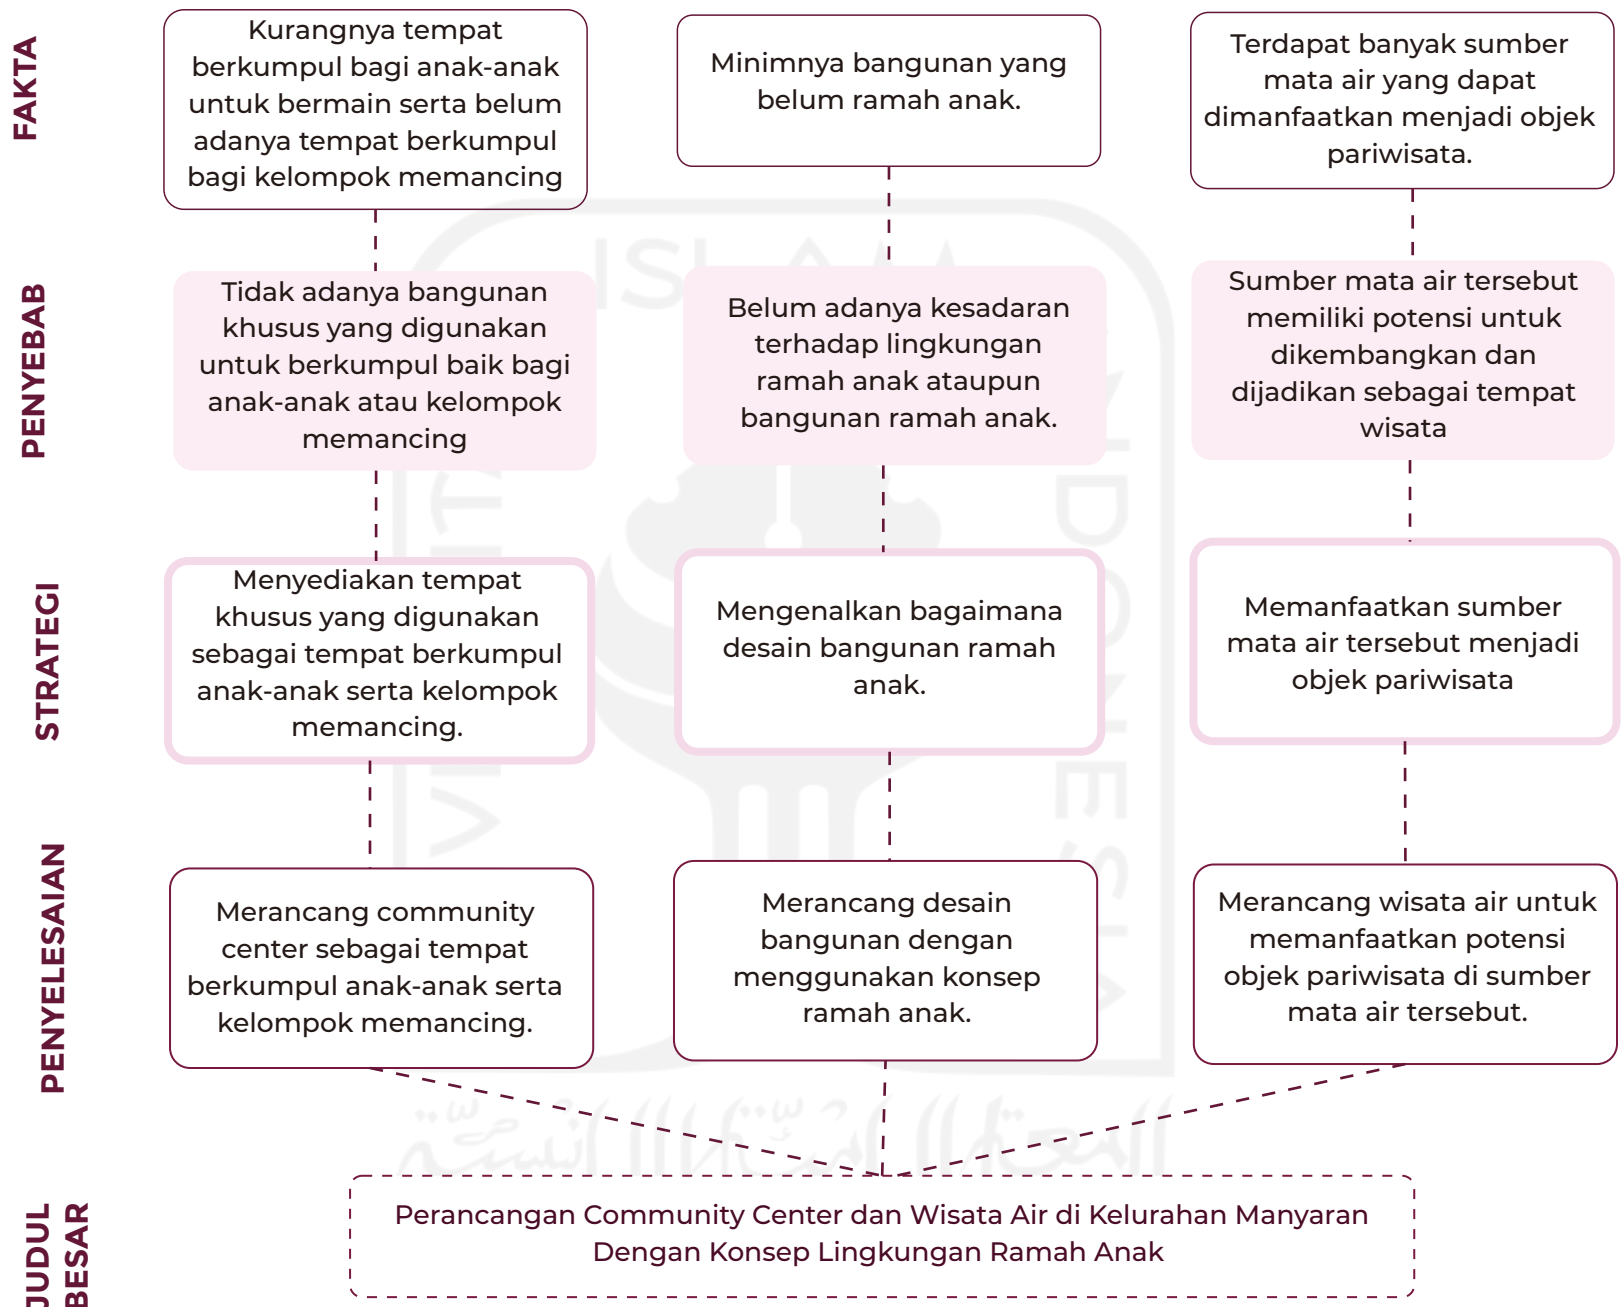 FAKTA
Kurangnya tempat
berkumpul bagi anak-anak
untuk bermain serta belum
adanya tempat berkumpul
bagi kelompok memancing
Minimnya bangunan yang
belum ramah anak.
Terdapat banyak sumber
mata air yang dapat
dimanfaatkan menjadi objek
pariwisata.
PENYEBAB
Tidak adanya bangunan
khusus yang digunakan
untuk berkumpul baik bagi
anak-anak atau kelompok
memancing
Belum adanya kesadaran
terhadap lingkungan
ramah anak ataupun
bangunan ramah anak.
Sumber mata air tersebut
memiliki potensi untuk
dikembangkan dan
dijadikan sebagai tempat
wisata
STRATEGI
Menyediakan tempat
khusus yang digunakan
sebagai tempat berkumpul
anak-anak serta kelompok
memancing.
Mengenalkan bagaimana
desain bangunan ramah
anak.
Memanfaatkan sumber
mata air tersebut menjadi
objek pariwisata
PENYELESAIAN
Merancang community
center sebagai tempat
berkumpul anak-anak serta
kelompok memancing.
Merancang desain
bangunan dengan
menggunakan konsep
ramah anak.
Merancang wisata air untuk
memanfaatkan potensi
objek pariwisata di sumber
mata air tersebut.
JUDUL
BESAR
Perancangan Community Center dan Wisata Air di Kelurahan Manyaran
Dengan Konsep Lingkungan Ramah Anak